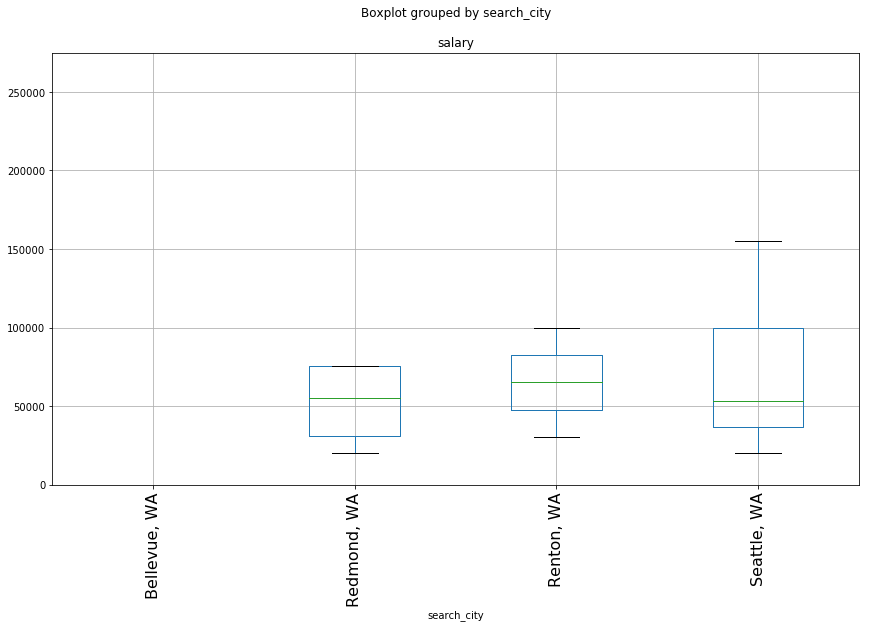 Boxplot grouped by search_city
salary
250000
200000
150000
100000
50000
0
Bellevue, WA
Redmond, WA
Renton, WA
Seattle, WA
search_city